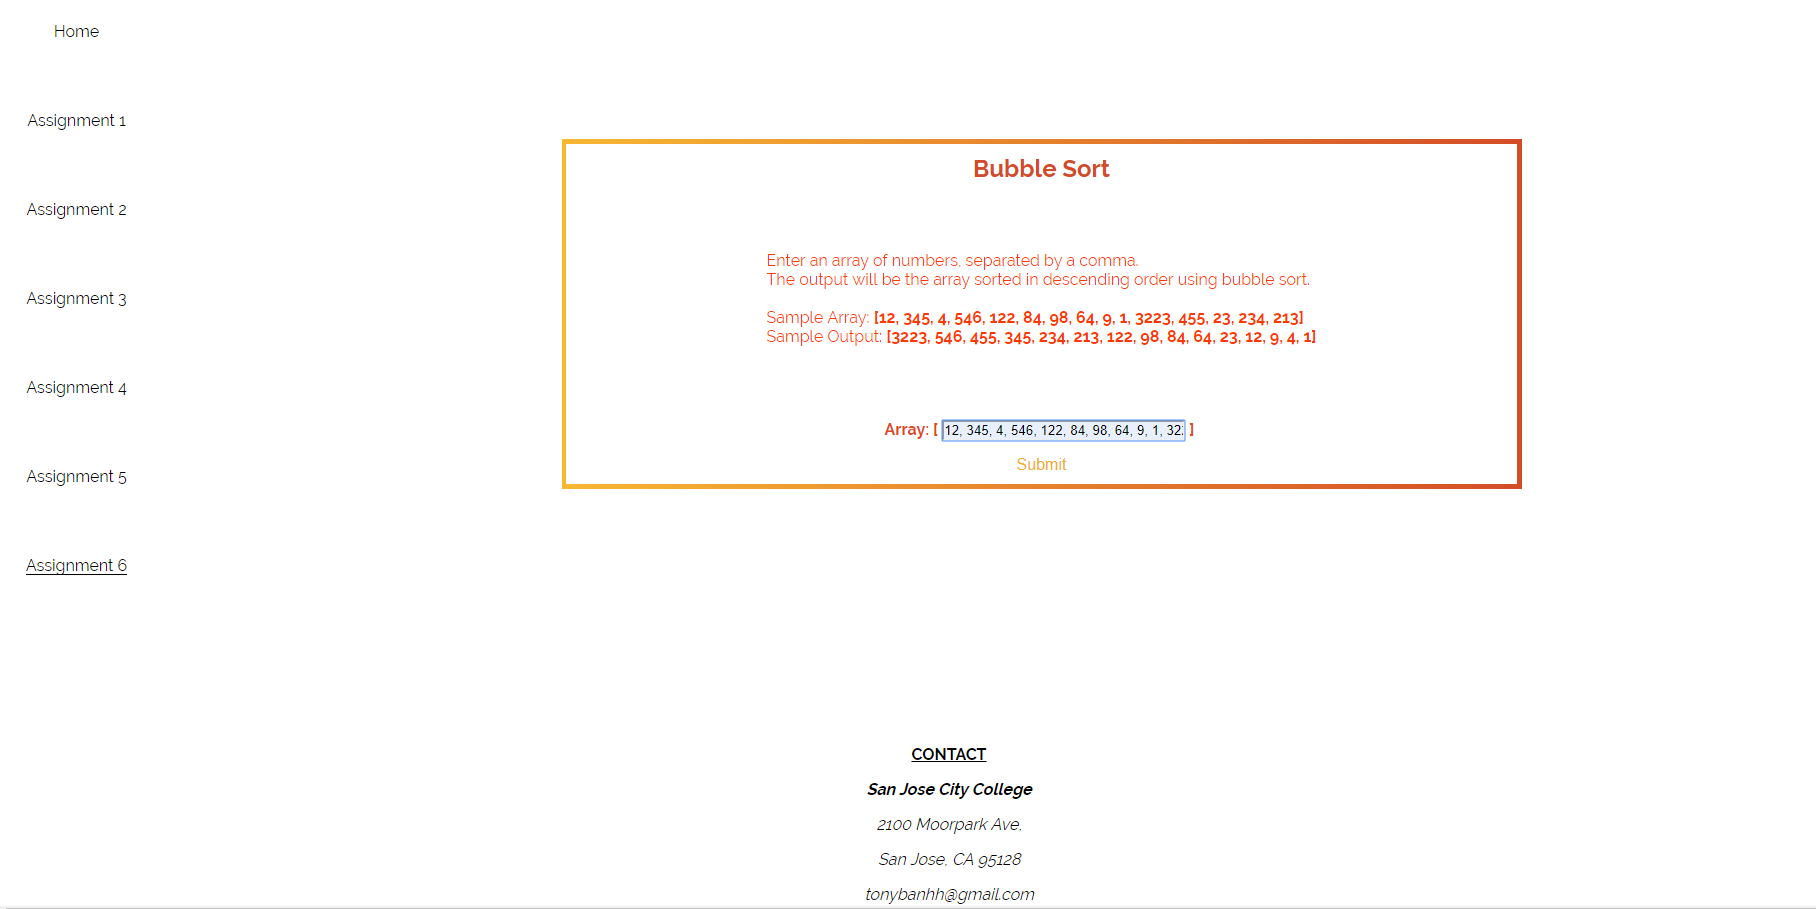 Home
Assignment 1
Assignment 2
Assignment 3
Assignment 4
Assignment 5
Assignment 6
Bubble Sort
Enter an array of numbers, separated by a comma.
The output will be the array sorted in descending order using bubble sort.
Sample Array: [12, 345, 4, 546, 122, 84, 98, 64, 9, 1, 3223, 455, 23, 234, 213]
Sample Output: [3223, 546, 455, 345, 234, 213, 122, 98, 84, 64, 23, 12, 9, 4, 1]
Array: [ 12, 345, 4, 546, 122, 84, 98, 64, 9, 1, 32 ]
Submit
CONTACT
San Jose City College
2100 Moorpark Ave,
San Jose, CA 95128
tonybanhh@gmail.com